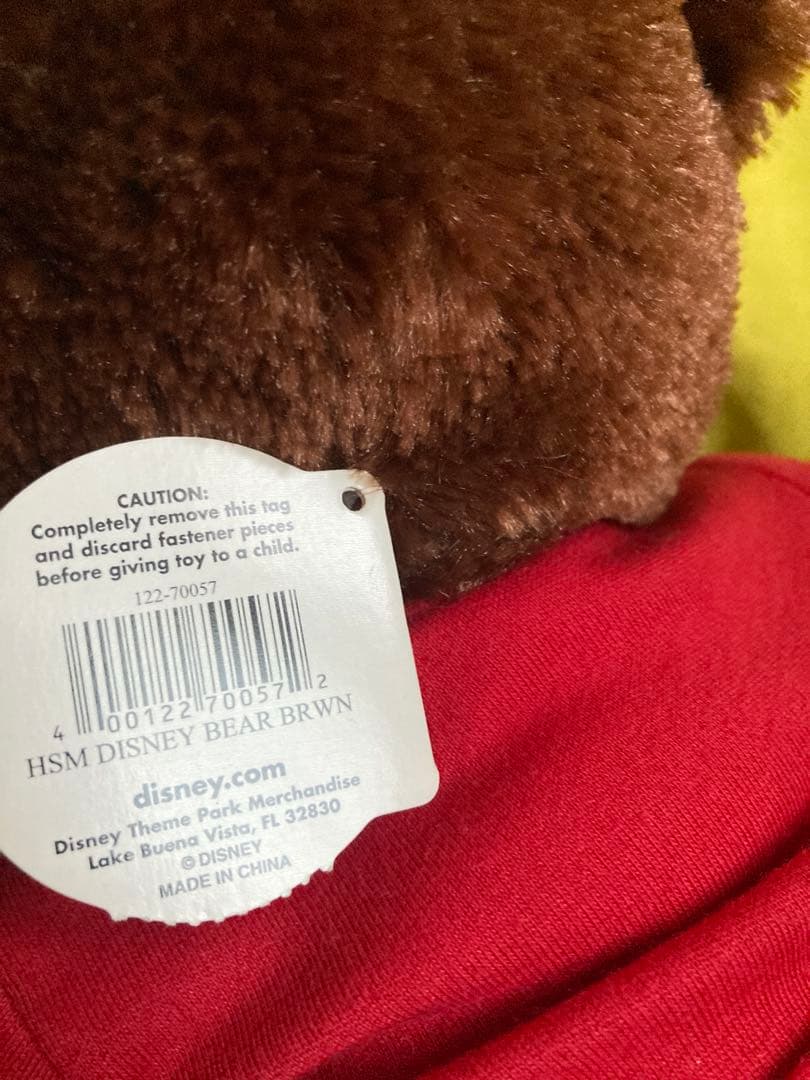 CAUTION:
Completely remove this tag
and discard fastener pieces
before giving toy to a child.
122-70057
4 00122 70057 2
HSM DISNEY BEAR BRWN
disney.com
Disney Theme Park Merchandise
Lake Buena Vista, FL 32830
© DISNEY
MADE IN CHINA